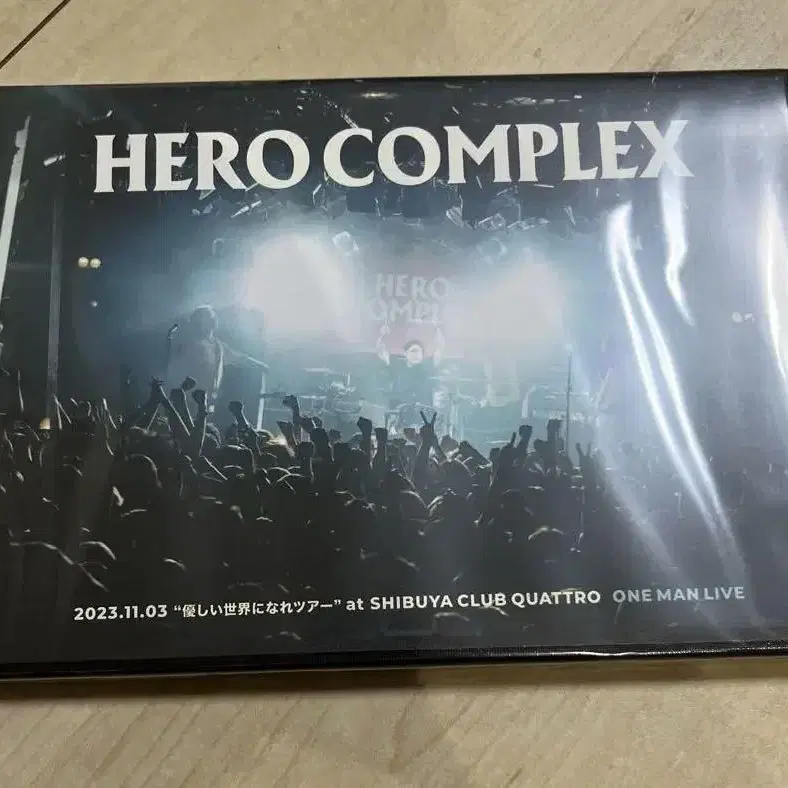 HERO COMPLEX
HERO
COMPLEX
2023.11.03 “優しい世界になれツアー” at SHIBUYA CLUB QUATTRO ONE MAN LIVE